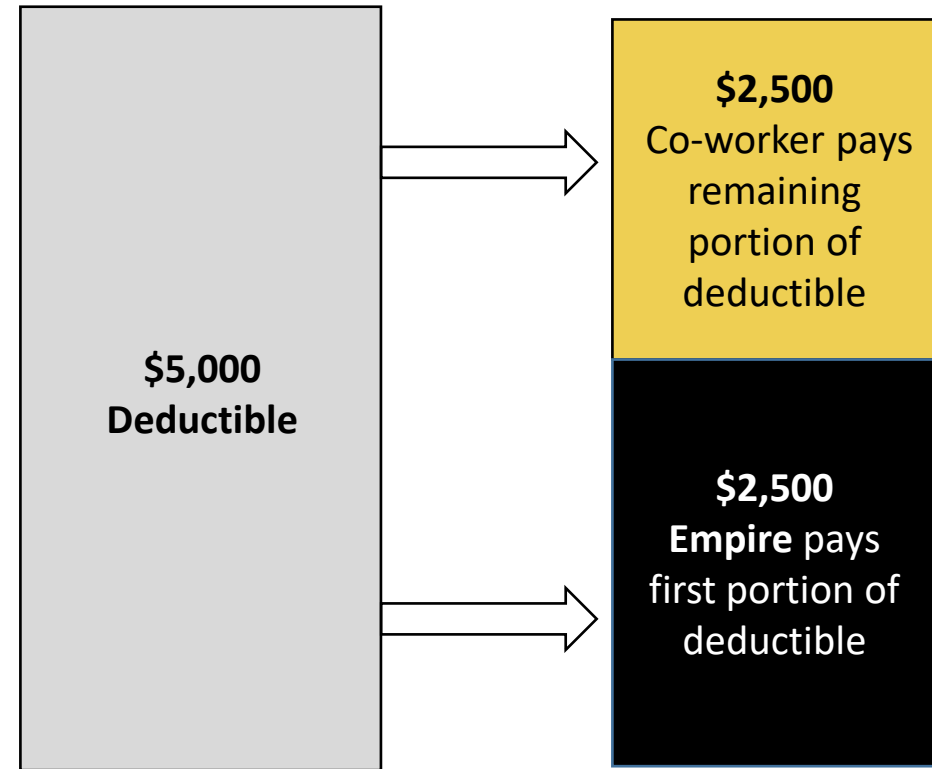 $5,000
Deductible
$2,500
Co-worker pays
remaining
portion of
deductible
$2,500
Empire pays
first portion of
deductible